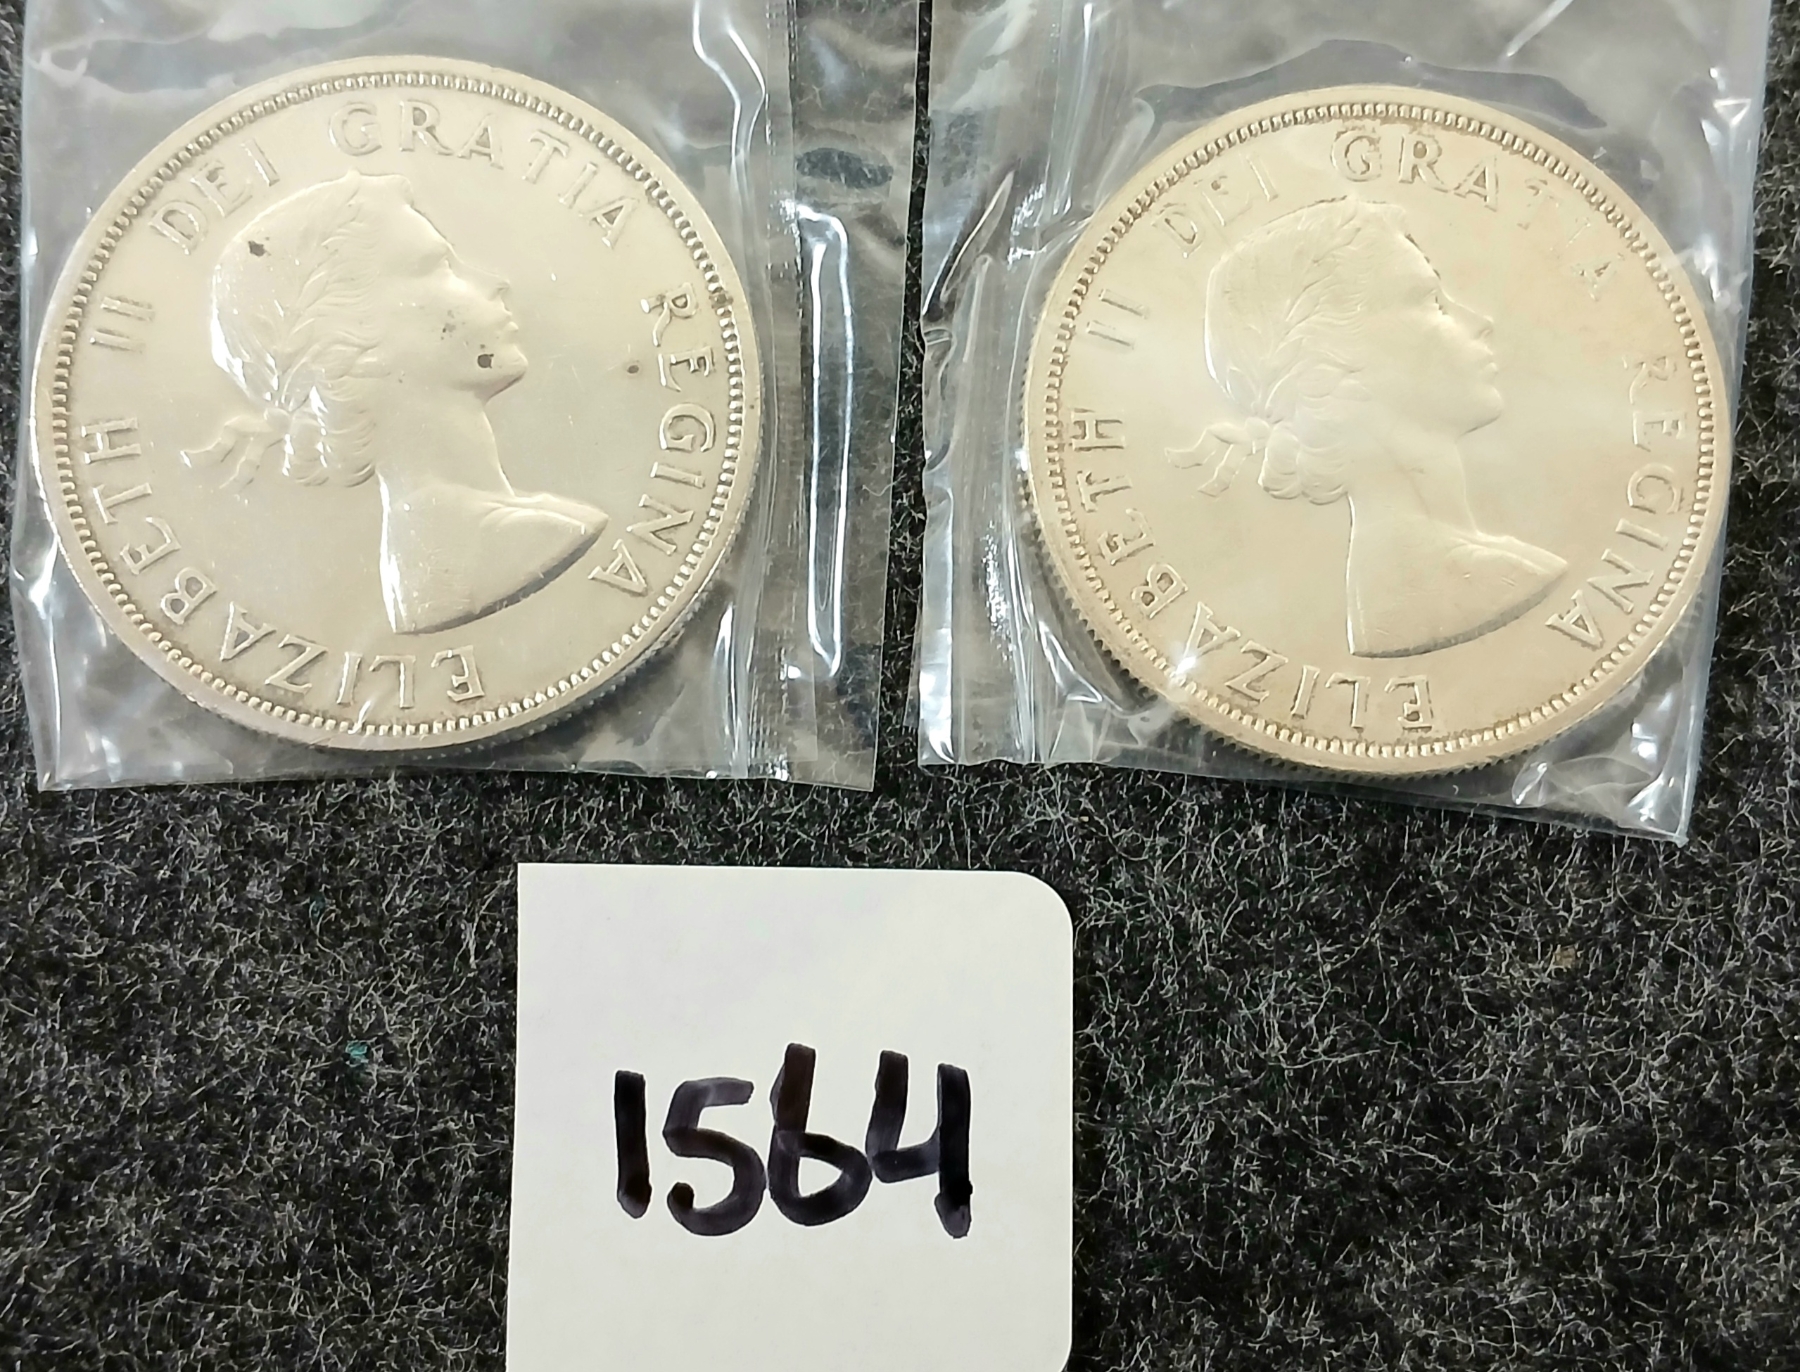 ELIZABETH II DEI GRATIA REGINA
ELIZABETH II DEI GRATIA REGINA
1564